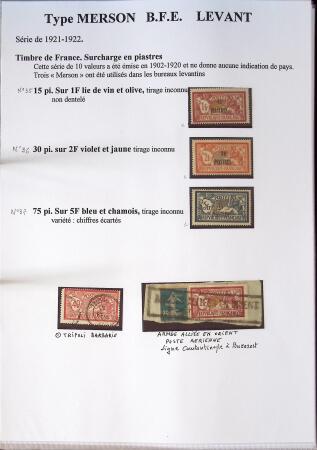 Type MERSON B.F.E. LEVANT
Série de 1921-1922.
Timbre de France. Surcharge en piastres
Cette série de 10 valeurs a été émise en 1902-1920 et ne donne aucune indication de pays.
Trois « Merson » ont été utilisés dans les bureaux levantins
N°35 15 pi. Sur 1F lie de vin et olive, tirage inconnu
non dentelé
N°36 30 pi. sur 2F violet et jaune tirage inconnu
N°37 75 pi. Sur 5F bleu et chamois, tirage inconnu
variété : chiffres écartés
TRIPOLI BARBARIE
ARMÉE ALLIÉE EN ORIENT
POSTE AERIENNE
ligne Constantinople à Bucarest